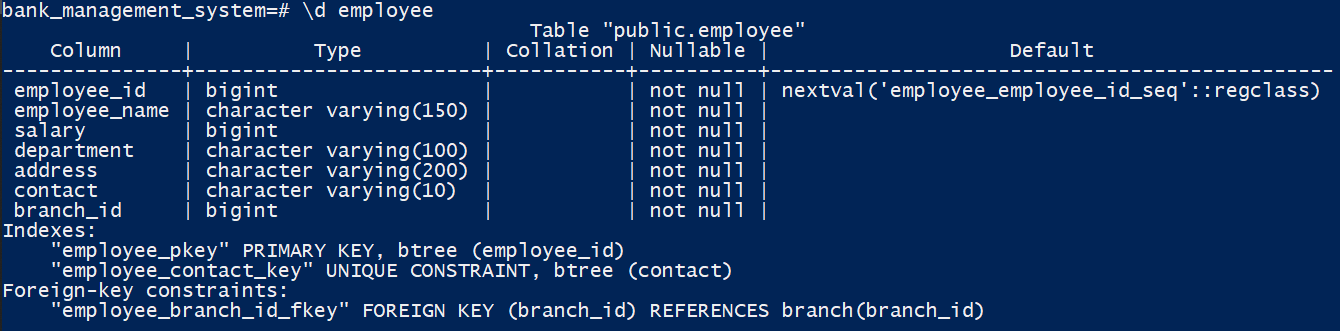 bank_management_system=# \d employee
                                            Table "public.employee"
    Column     |          Type          | Collation | Nullable |                    Default
---------------+------------------------+-----------+----------+-----------------------------------------------
 employee_id   | bigint                 |           | not null | nextval('employee_employee_id_seq'::regclass)
 employee_name | character varying(150) |           | not null |
 salary        | bigint                 |           | not null |
 department    | character varying(100) |           | not null |
 address       | character varying(200) |           | not null |
 contact       | character varying(10)  |           | not null |
 branch_id     | bigint                 |           | not null |
Indexes:
    "employee_pkey" PRIMARY KEY, btree (employee_id)
    "employee_contact_key" UNIQUE CONSTRAINT, btree (contact)
Foreign-key constraints:
    "employee_branch_id_fkey" FOREIGN KEY (branch_id) REFERENCES branch(branch_id)